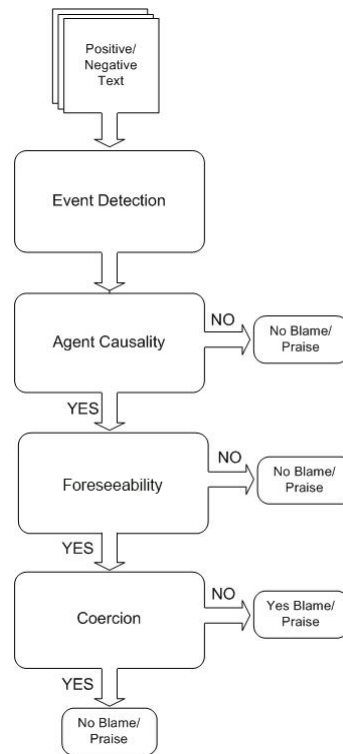 Positive/
Negative
Text
Event Detection
NO
Agent Causality
No Blame/
Praise
YES
NO
Foreseeability
No Blame/
Praise
YES
NO
Coercion
Yes Blame/
Praise
YES
No Blame/
Praise